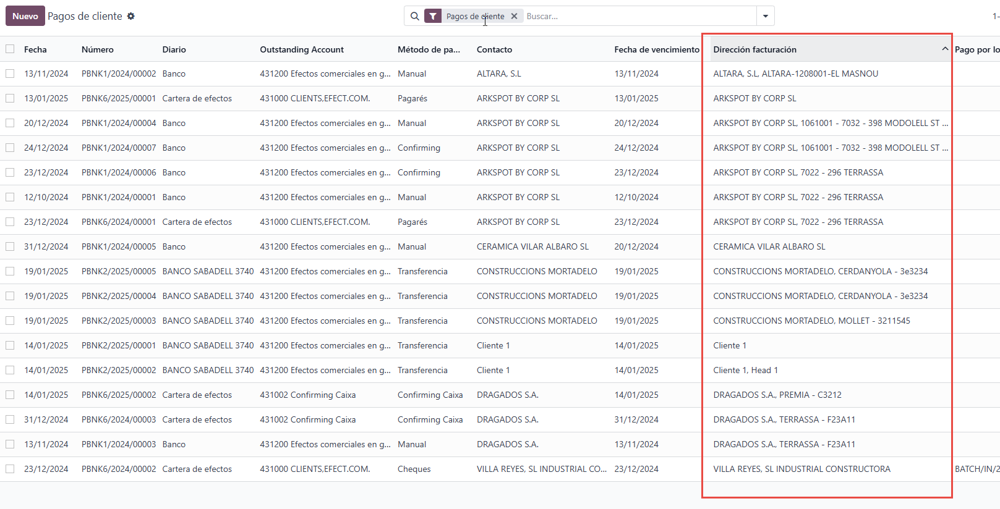 Nuevo Pagos de cliente Pagos de cliente Buscar... 1-
Fecha Número Diario Outstanding Account Método de pa... Contacto Fecha de vencimiento Dirección facturación Pago por lo
13/11/2024 PBNK1/2024/00002 Banco 431200 Efectos comerciales en g... Manual ALTARA, S.L 13/11/2024 ALTARA, S.L, ALTARA-1208001-EL MASNOU
13/01/2025 PBNK6/2025/00001 Cartera de efectos 431000 CLIENTS,EFECT.COM. Pagarés ARKSPOT BY CORP SL 13/01/2025 ARKSPOT BY CORP SL
20/12/2024 PBNK1/2024/00004 Banco 431200 Efectos comerciales en g... Manual ARKSPOT BY CORP SL 20/12/2024 ARKSPOT BY CORP SL, 1061001 - 7032 - 398 MODOLELL ST ...
24/12/2024 PBNK1/2024/00007 Banco 431200 Efectos comerciales en g... Confirming ARKSPOT BY CORP SL 24/12/2024 ARKSPOT BY CORP SL, 1061001 - 7032 - 398 MODOLELL ST ...
23/12/2024 PBNK1/2024/00006 Banco 431200 Efectos comerciales en g... Confirming ARKSPOT BY CORP SL 23/12/2024 ARKSPOT BY CORP SL, 7022 - 296 TERRASSA
12/10/2024 PBNK1/2024/00001 Banco 431200 Efectos comerciales en g... Manual ARKSPOT BY CORP SL 12/10/2024 ARKSPOT BY CORP SL, 7022 - 296 TERRASSA
23/12/2024 PBNK6/2024/00001 Cartera de efectos 431000 CLIENTS,EFECT.COM. Pagarés ARKSPOT BY CORP SL 23/12/2024 ARKSPOT BY CORP SL, 7022 - 296 TERRASSA
31/12/2024 PBNK1/2024/00005 Banco 431200 Efectos comerciales en g... Manual CERAMICA VILAR ALBARO SL 20/12/2024 CERAMICA VILAR ALBARO SL
19/01/2025 PBNK2/2025/00005 BANCO SABADELL 3740 431200 Efectos comerciales en g... Transferencia CONSTRUCCIONS MORTADELO 19/01/2025 CONSTRUCCIONS MORTADELO, CERDANYOLA - 3e3234
19/01/2025 PBNK2/2025/00004 BANCO SABADELL 3740 431200 Efectos comerciales en g... Transferencia CONSTRUCCIONS MORTADELO 19/01/2025 CONSTRUCCIONS MORTADELO, CERDANYOLA - 3e3234
19/01/2025 PBNK2/2025/00003 BANCO SABADELL 3740 431200 Efectos comerciales en g... Transferencia CONSTRUCCIONS MORTADELO 19/01/2025 CONSTRUCCIONS MORTADELO, MOLLET - 3211545
14/01/2025 PBNK2/2025/00001 BANCO SABADELL 3740 431200 Efectos comerciales en g... Transferencia Cliente 1 14/01/2025 Cliente 1
14/01/2025 PBNK2/2025/00002 BANCO SABADELL 3740 431200 Efectos comerciales en g... Transferencia Cliente 1 14/01/2025 Cliente 1, Head 1
14/01/2025 PBNK6/2025/00002 Cartera de efectos 431002 Confirming Caixa Confirming Caixa DRAGADOS S.A. 14/01/2025 DRAGADOS S.A., PREMIA - C3212
31/12/2024 PBNK6/2024/00003 Cartera de efectos 431002 Confirming Caixa Confirming Caixa DRAGADOS S.A. 31/12/2024 DRAGADOS S.A., TERRASSA - F23A11
13/11/2024 PBNK1/2024/00003 Banco 431200 Efectos comerciales en g... Manual DRAGADOS S.A. 13/11/2024 DRAGADOS S.A., TERRASSA - F23A11
23/12/2024 PBNK6/2024/00002 Cartera de efectos 431000 CLIENTS,EFECT.COM. Cheques VILLA REYES, SL INDUSTRIAL CO... 23/12/2024 VILLA REYES, SL INDUSTRIAL CONSTRUCTORA BATCH/IN/2